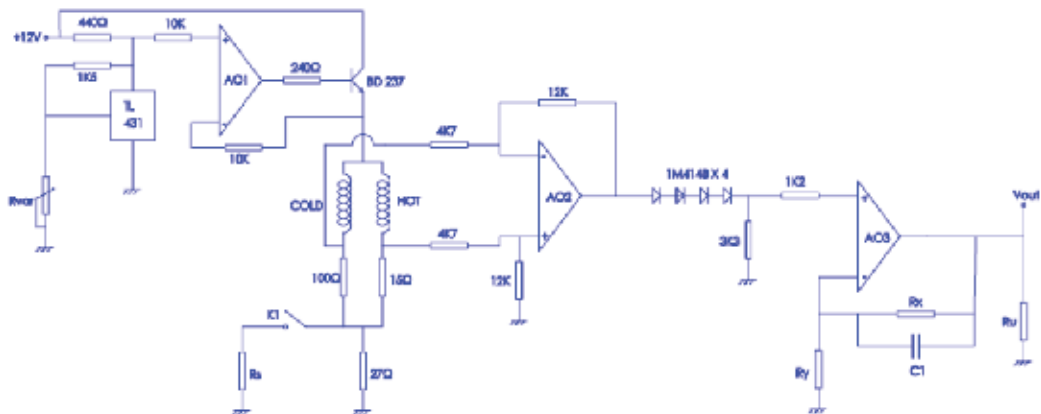 440Ω
10K
+12V
1K5
AO1
240Ω
BD 237
TL
431
10K
12K
4K7
Rvar
COLD
HOT
AO2
1M4148 X 4
1K2
Vout
AO3
4K7
100Ω
15Ω
12K
3K3
K1
Rs
27Ω
Rx
Ru
Ry
C1